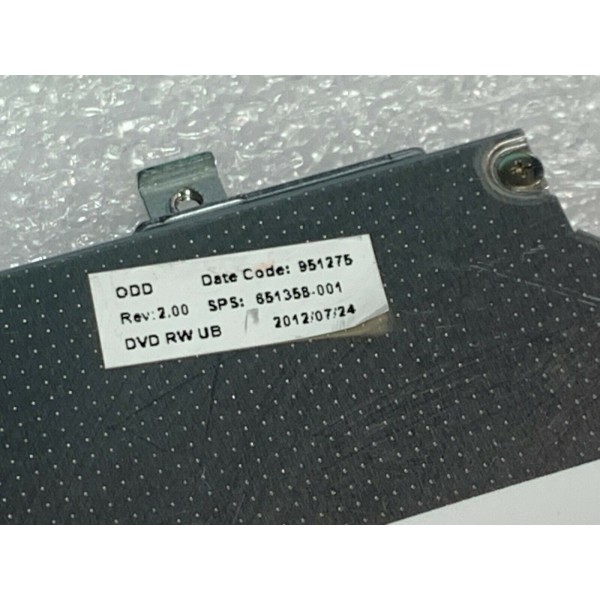 ODD Date Code: 951275
Rev:2.00 SPS: 651358-001
DVD RW UB 2012/07/24